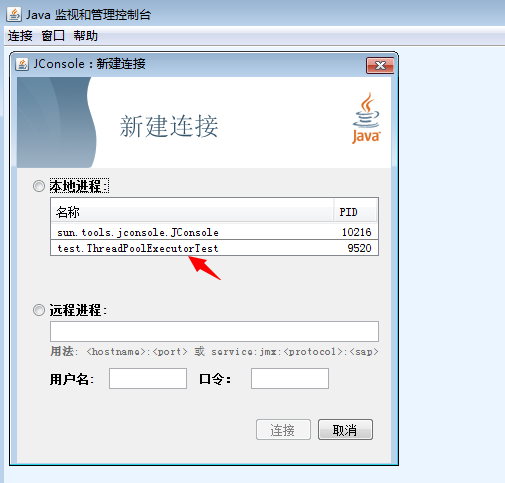 Java 监视和管理控制台
连接 窗口 帮助
JConsole：新建连接
新建连接
Java
本地进程：
名称 PID
sun.tools.jconsole.JConsole 10216
test.ThreadPoolExecutorTest 9520
远程进程：
用法: <hostname>:<port> 或 service:jmx:<protocol>:<sap>
用户名: 口令：
连接 取消